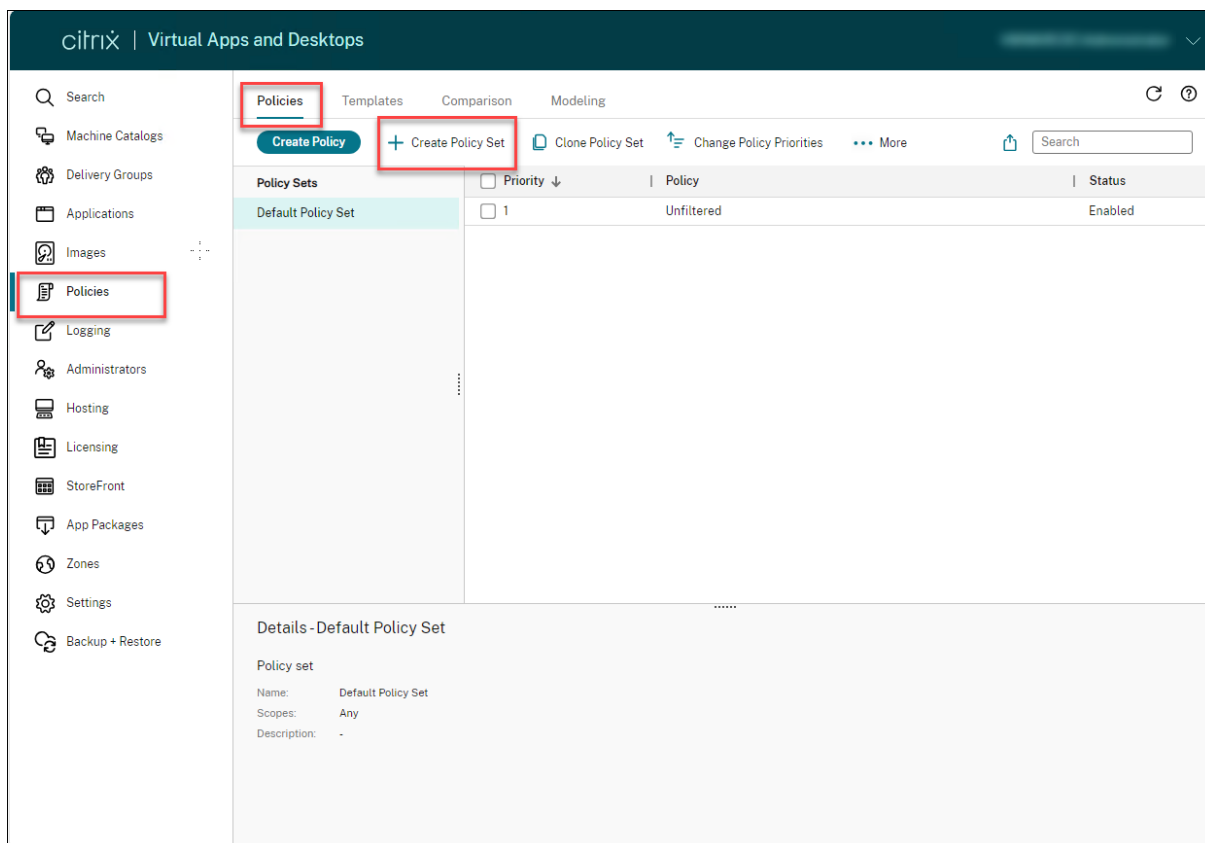 citrix | Virtual Apps and Desktops
Search
Machine Catalogs
Delivery Groups
Applications
Images
Policies
Logging
Administrators
Hosting
Licensing
StoreFront
App Packages
Zones
Settings
Backup + Restore
Policies Templates Comparison Modeling
Create Policy + Create Policy Set Clone Policy Set Change Policy Priorities ••• More Search
Policy Sets
Default Policy Set
Priority ↓ | Policy | Status
1 Unfiltered Enabled
Details - Default Policy Set
Policy set
Name: Default Policy Set
Scopes: Any
Description: -